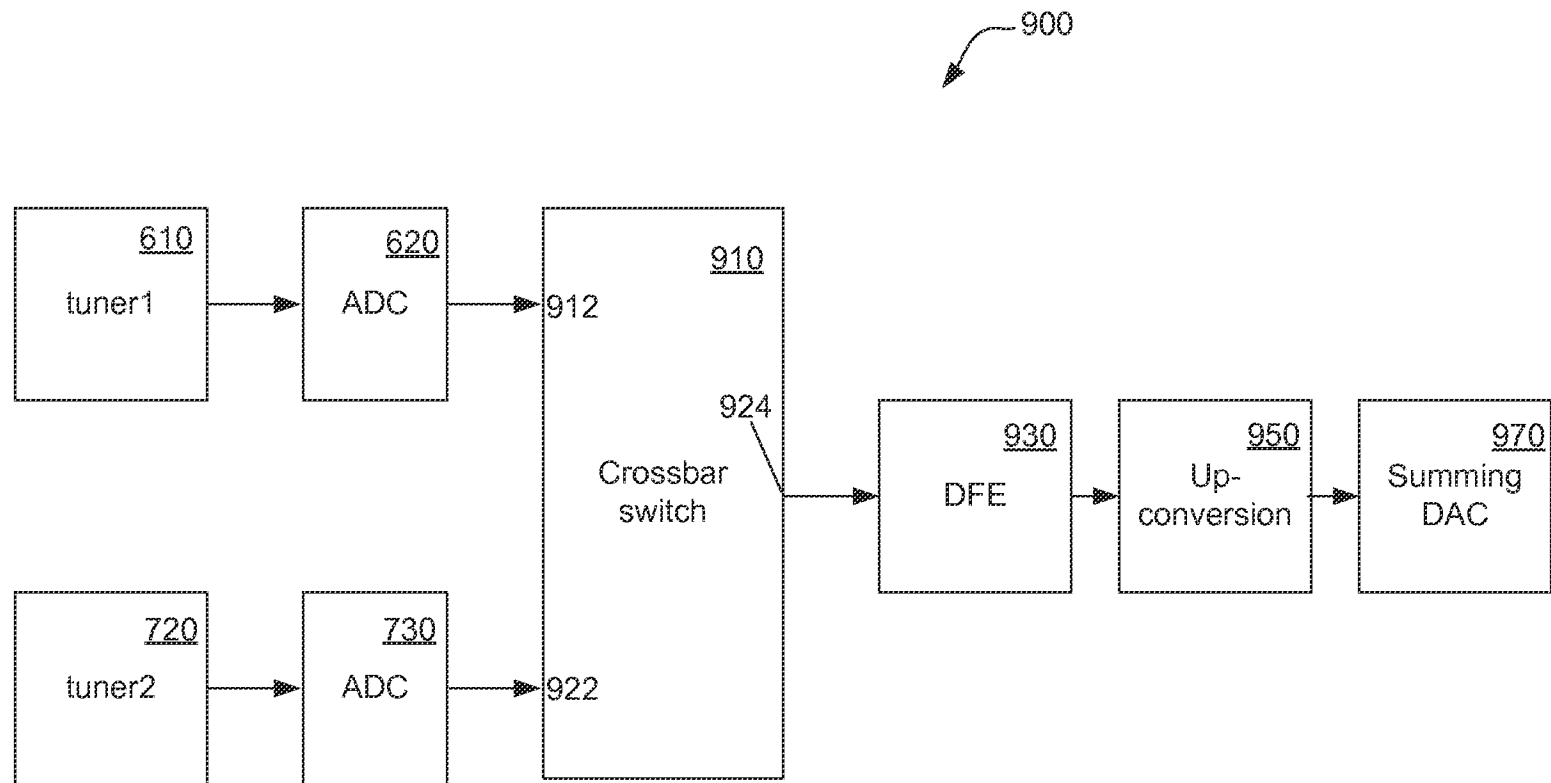 900
610
tuner1
620
ADC
910
912
924
Crossbar
switch
930
DFE
950
Up-
conversion
970
Summing
DAC
720
tuner2
730
ADC
922